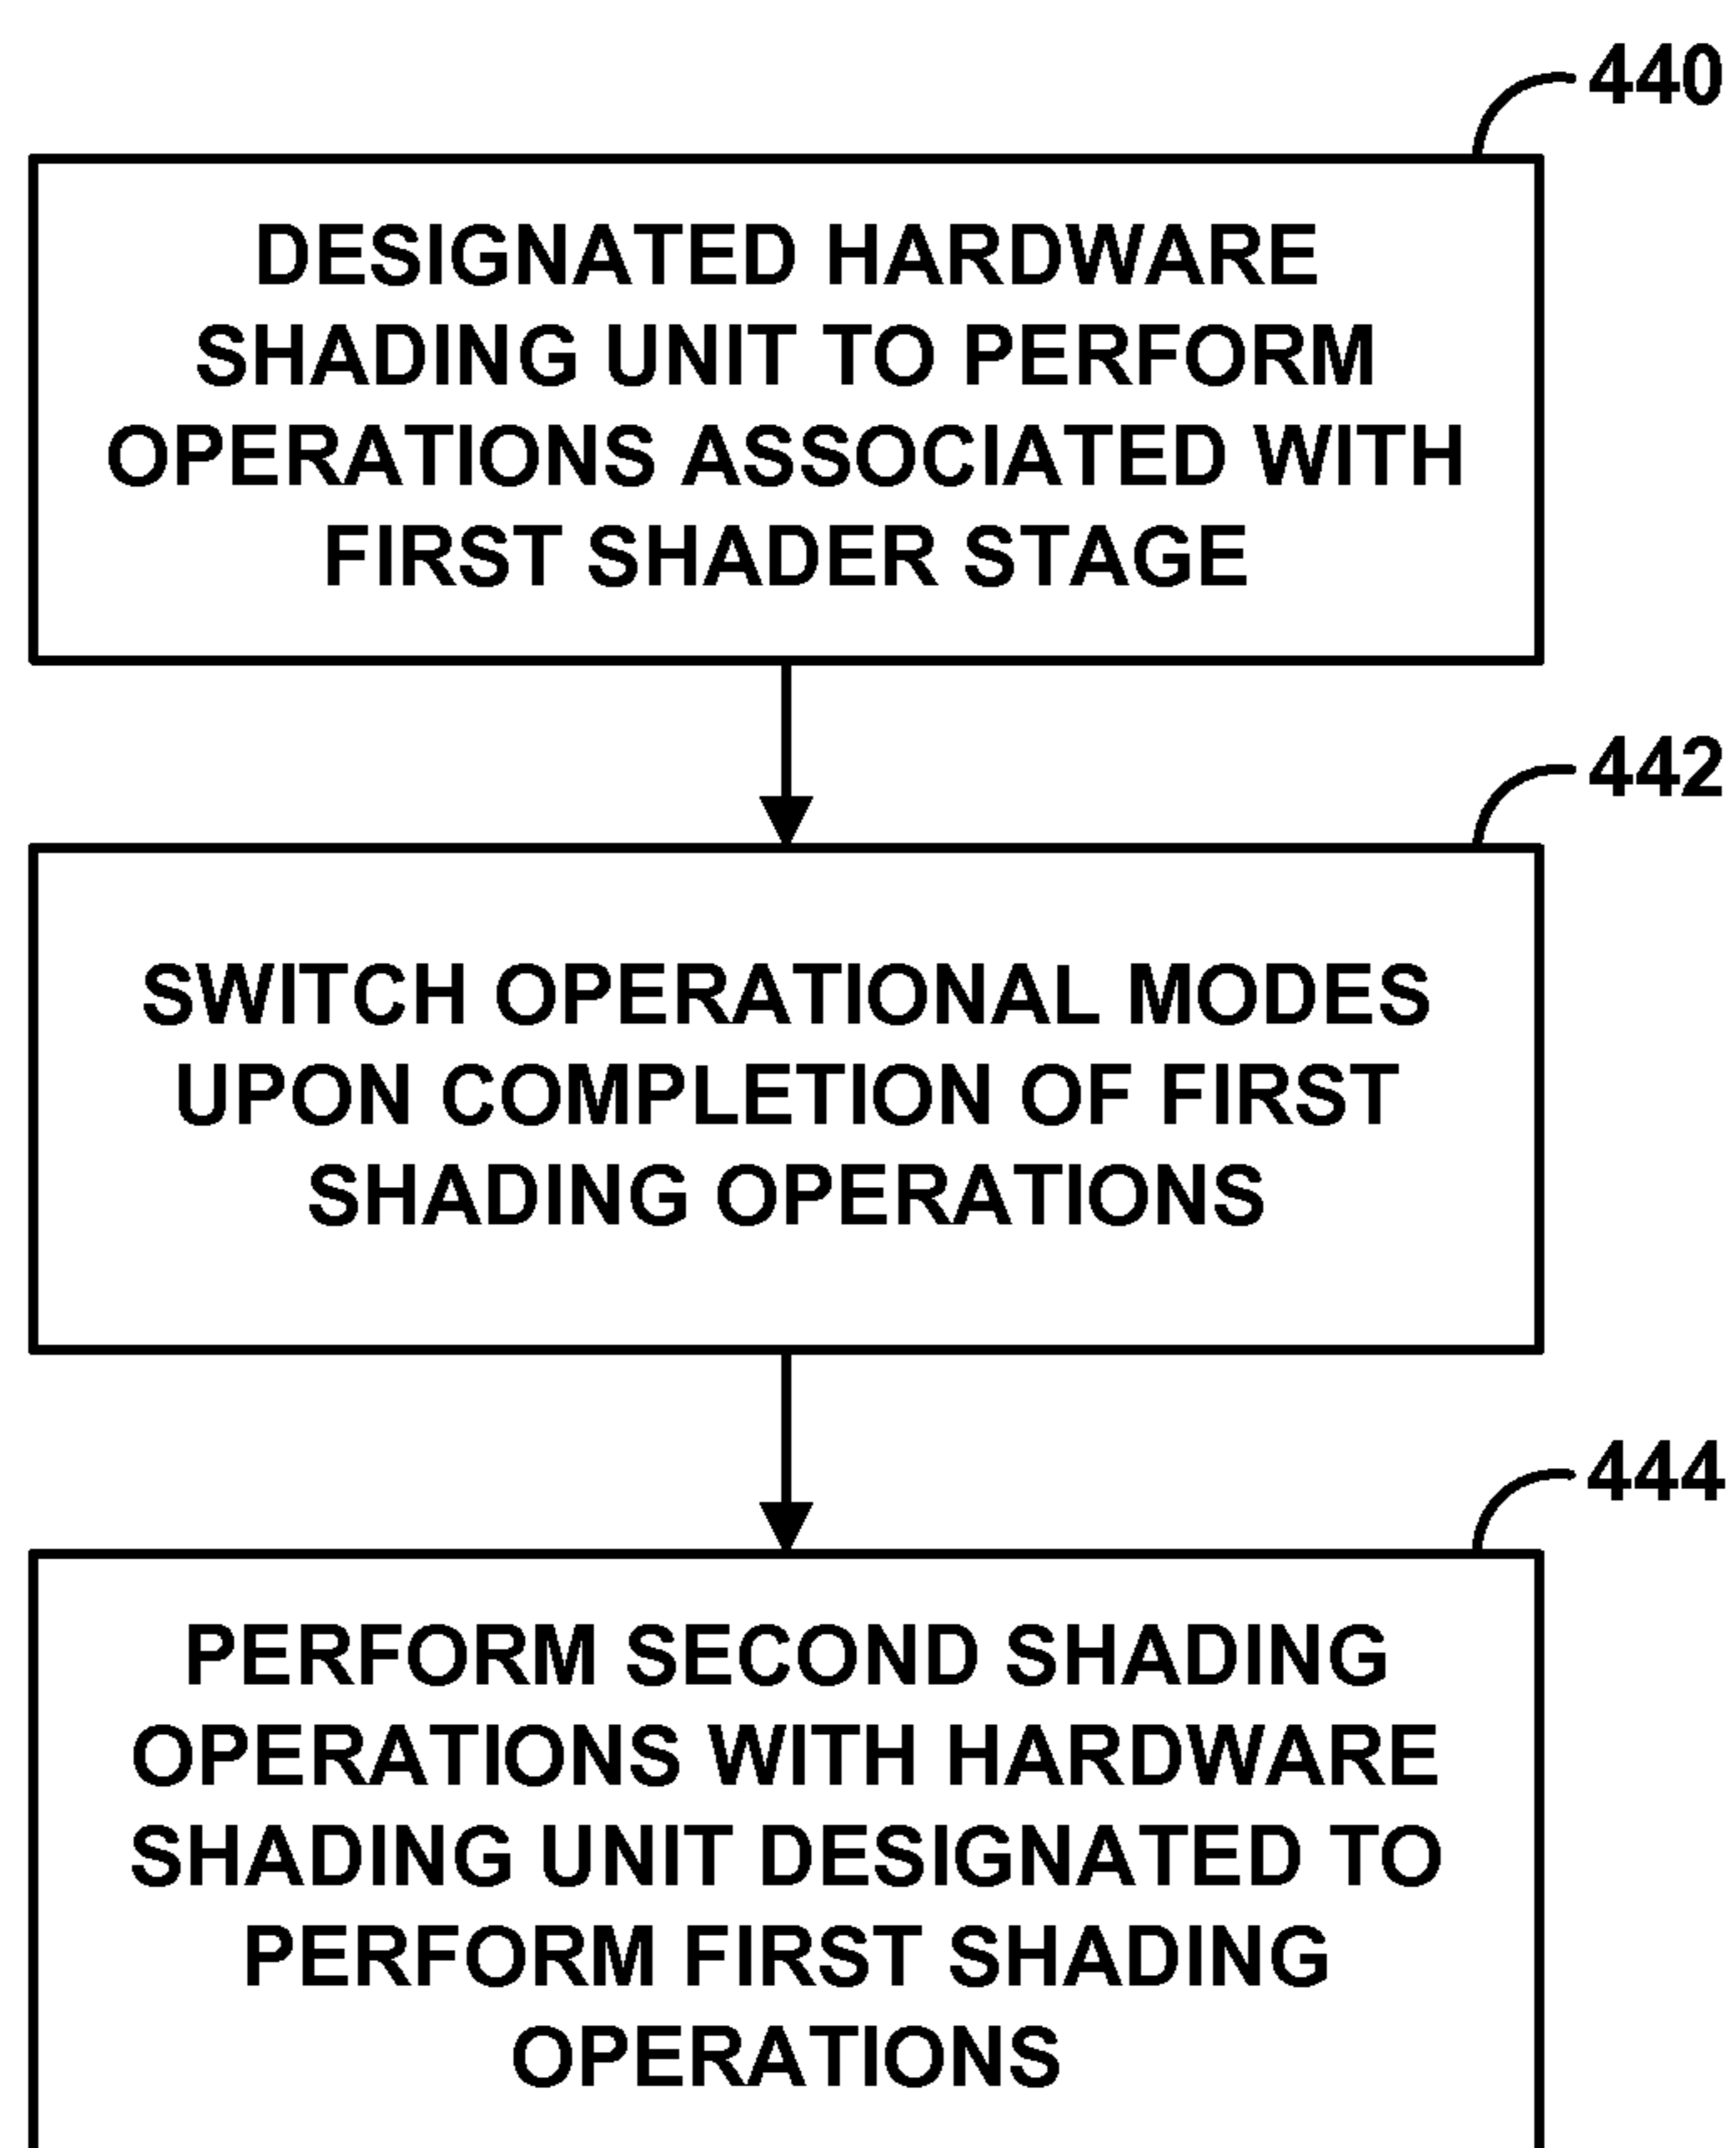 440
DESIGNATED HARDWARE
SHADING UNIT TO PERFORM
OPERATIONS ASSOCIATED WITH
FIRST SHADER STAGE
442
SWITCH OPERATIONAL MODES
UPON COMPLETION OF FIRST
SHADING OPERATIONS
444
PERFORM SECOND SHADING
OPERATIONS WITH HARDWARE
SHADING UNIT DESIGNATED TO
PERFORM FIRST SHADING
OPERATIONS